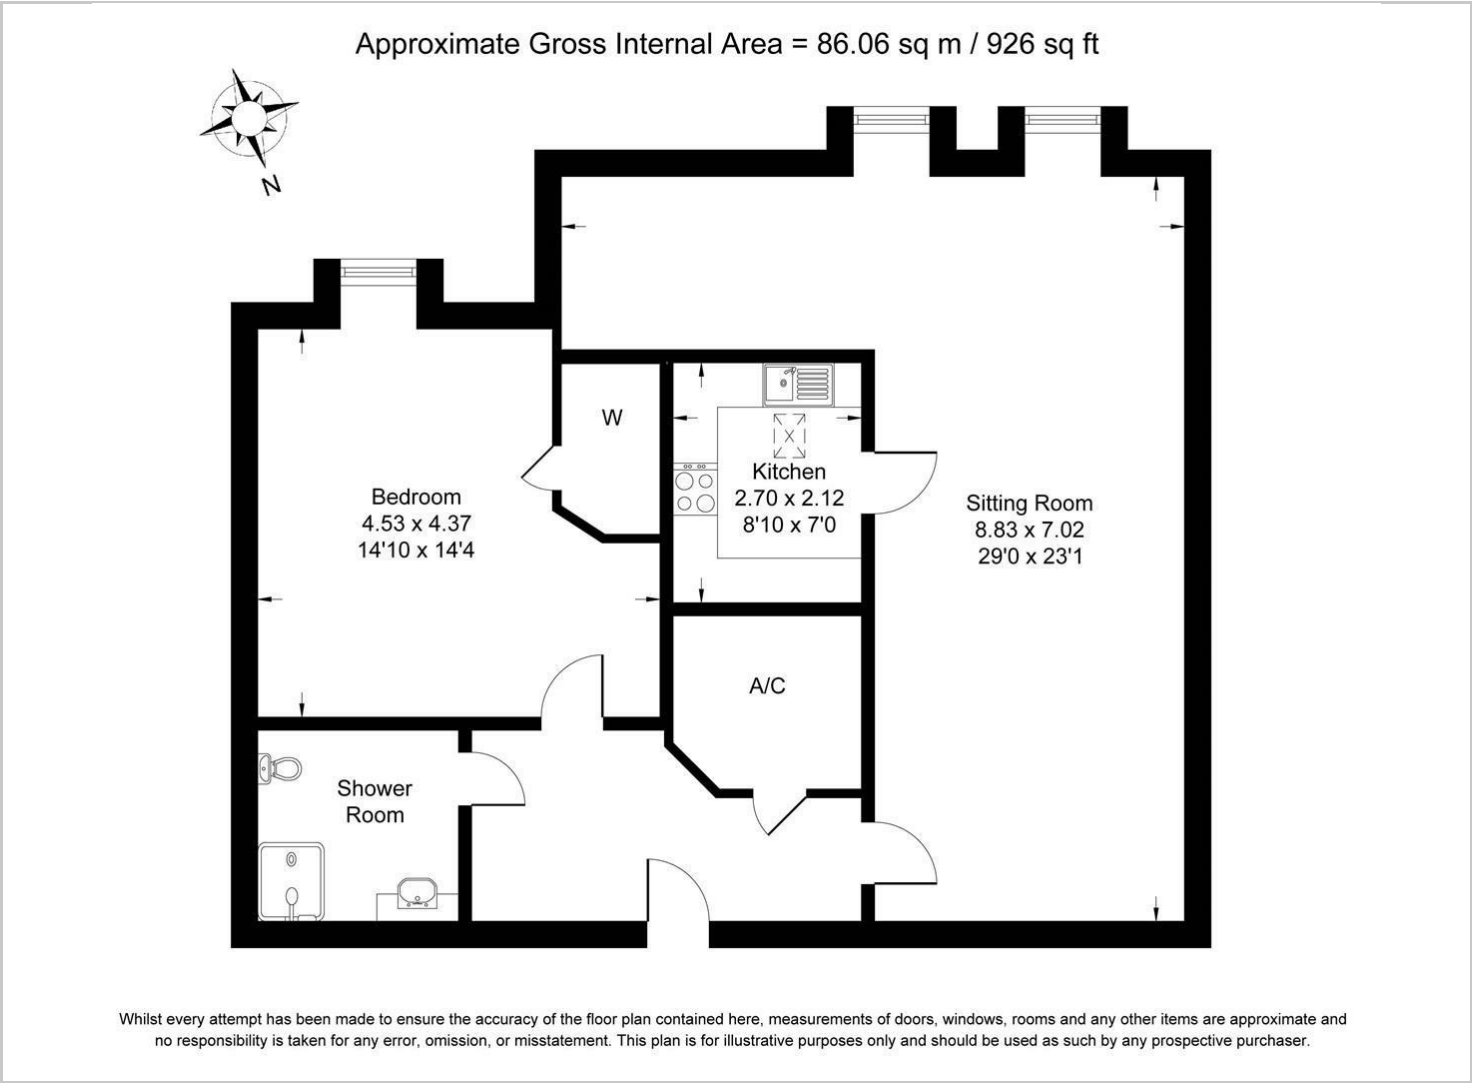 Approximate Gross Internal Area = 86.06 sq m / 926 sq ft
N
W
Kitchen
2.70 x 2.12
8'10 x 7'0
Bedroom
4.53 x 4.37
14'10 x 14'4
Sitting Room
8.83 x 7.02
29'0 x 23'1
A/C
Shower
Room
Whilst every attempt has been made to ensure the accuracy of the floor plan contained here, measurements of doors, windows, rooms and any other items are approximate and
no responsibility is taken for any error, omission, or misstatement. This plan is for illustrative purposes only and should be used as such by any prospective purchaser.